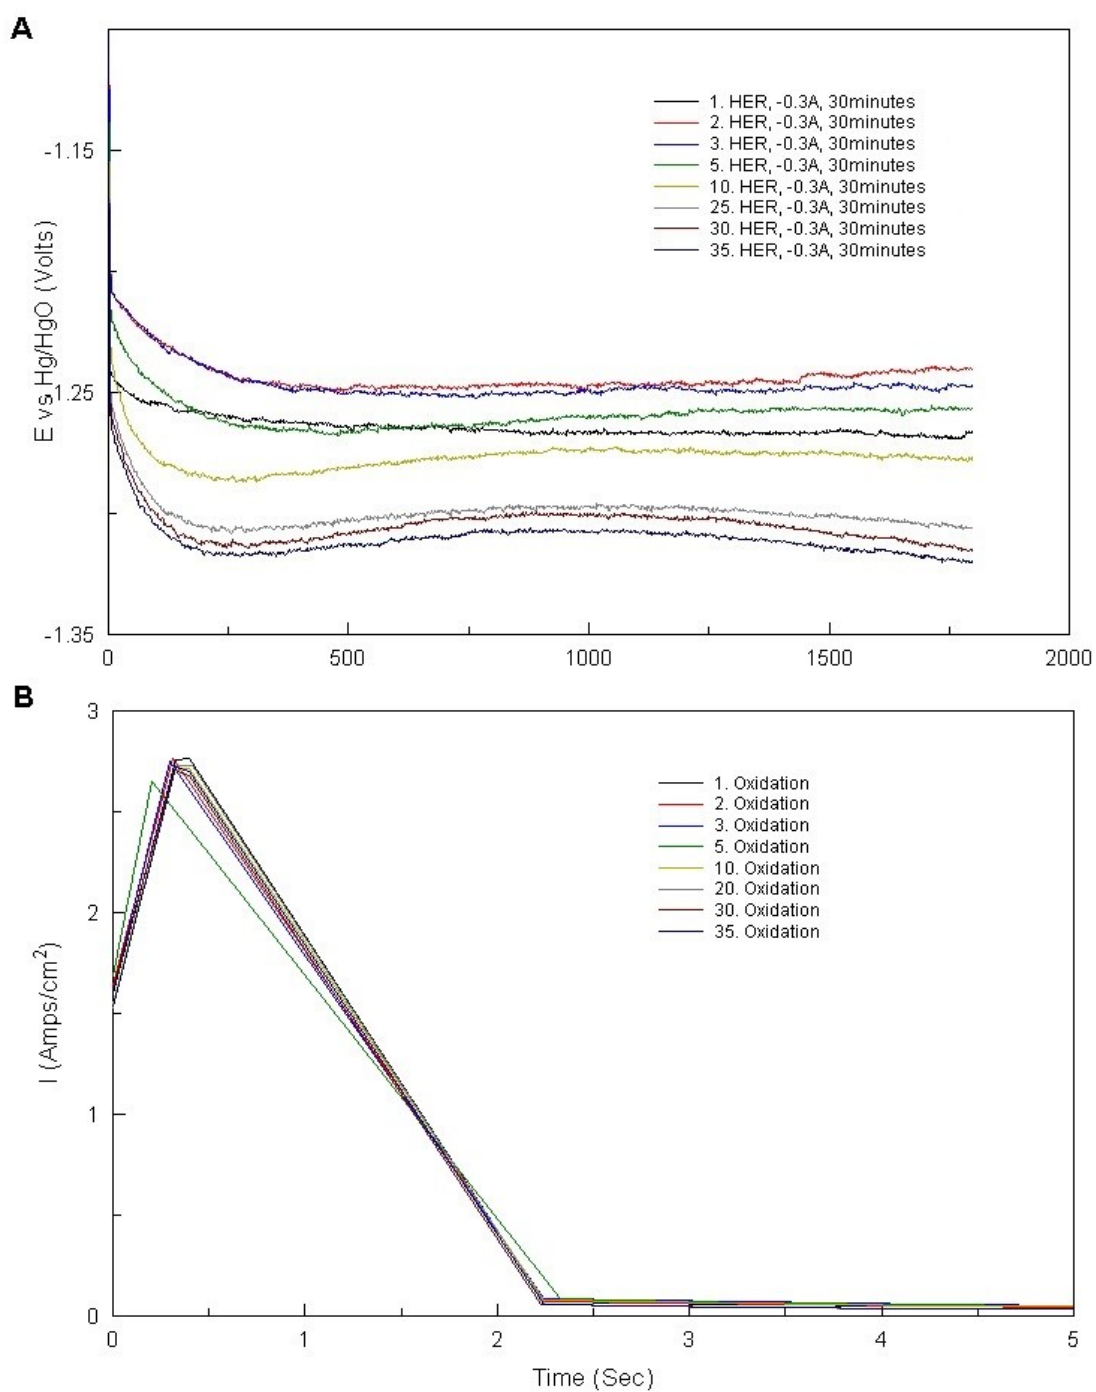 A
E vs Hg/HgO (Volts)
-1.15
-1.25
-1.35
1. HER, -0.3A, 30minutes
2. HER, -0.3A, 30minutes
3. HER, -0.3A, 30minutes
5. HER, -0.3A, 30minutes
10. HER, -0.3A, 30minutes
25. HER, -0.3A, 30minutes
30. HER, -0.3A, 30minutes
35. HER, -0.3A, 30minutes
0 500 1000 1500 2000
B
I (Amps/cm²)
3
2
1
0
1. Oxidation
2. Oxidation
3. Oxidation
5. Oxidation
10. Oxidation
20. Oxidation
30. Oxidation
35. Oxidation
0 1 2 3 4 5
Time (Sec)